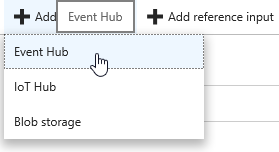 Add Event Hub Add reference input
Event Hub
IoT Hub
Blob storage